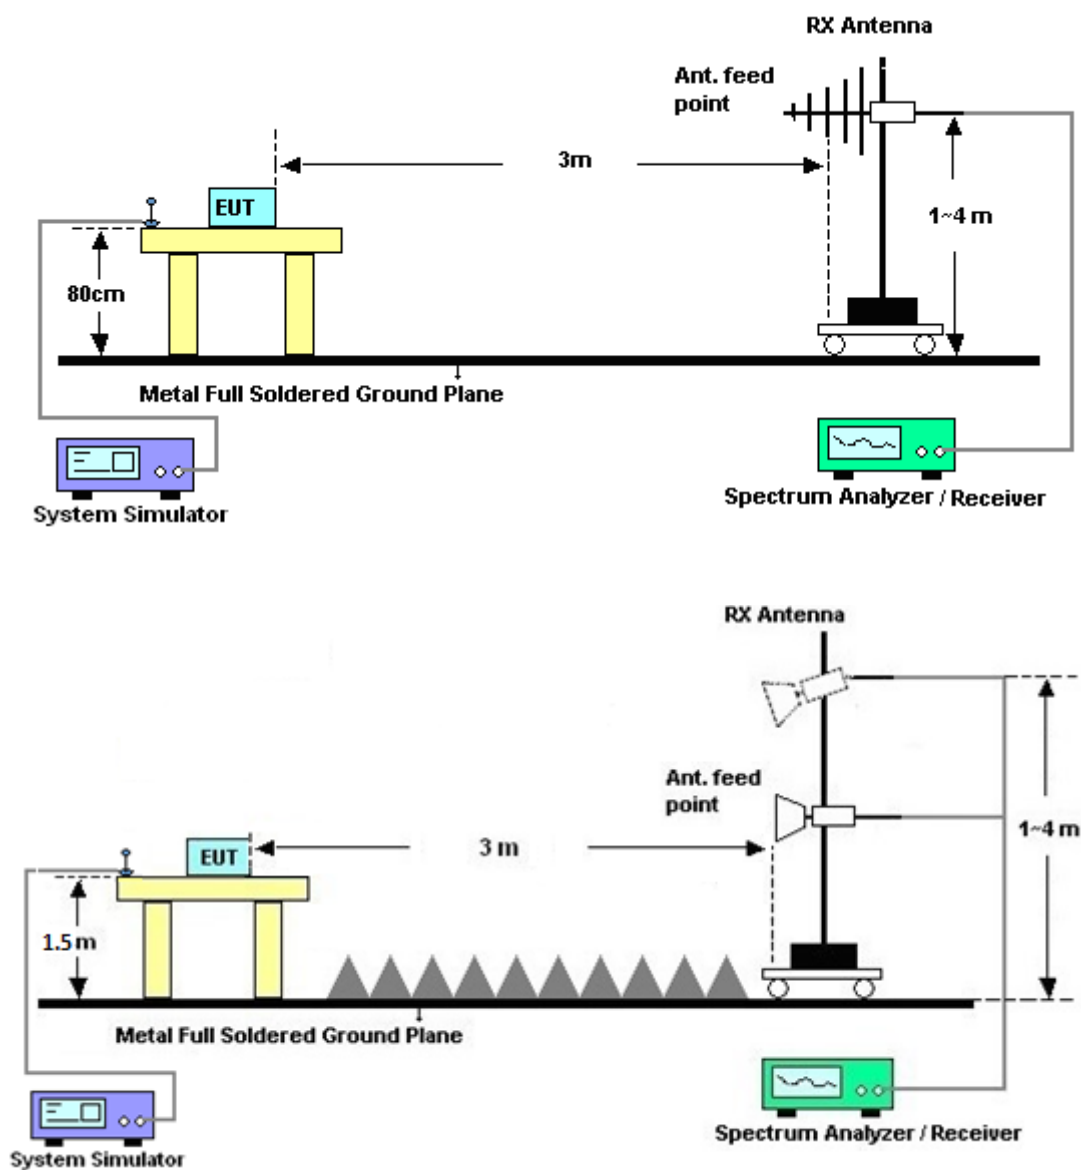 RX Antenna
Ant. feed
point
3m
EUT
1~4 m
80cm
Metal Full Soldered Ground Plane
System Simulator
Spectrum Analyzer / Receiver
RX Antenna
Ant. feed
point
3 m
1~4 m
EUT
1.5 m
Metal Full Soldered Ground Plane
Spectrum Analyzer / Receiver
System Simulator